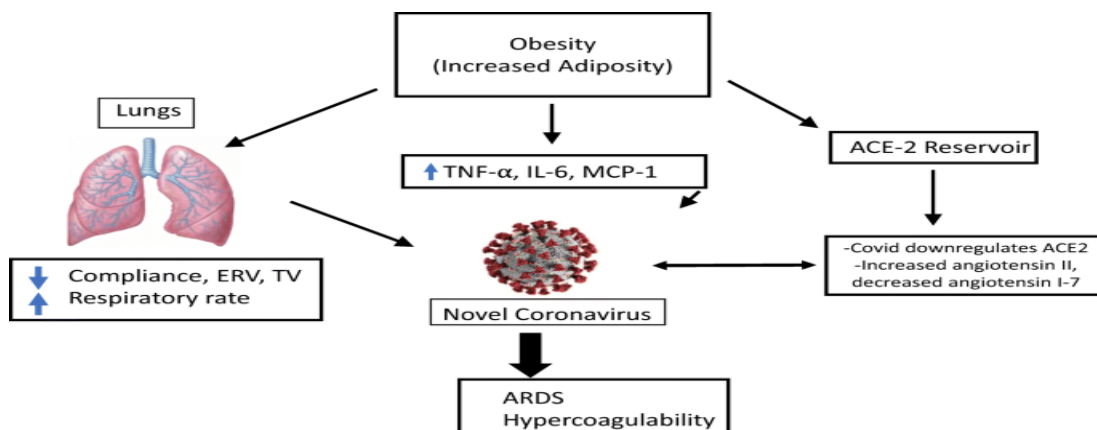 Obesity
(Increased Adiposity)
Lungs
TNF-α, IL-6, MCP-1
ACE-2 Reservoir
Compliance, ERV, TV
Respiratory rate
-Covid downregulates ACE2
-Increased angiotensin II,
decreased angiotensin I-7
Novel Coronavirus
ARDS
Hypercoagulability